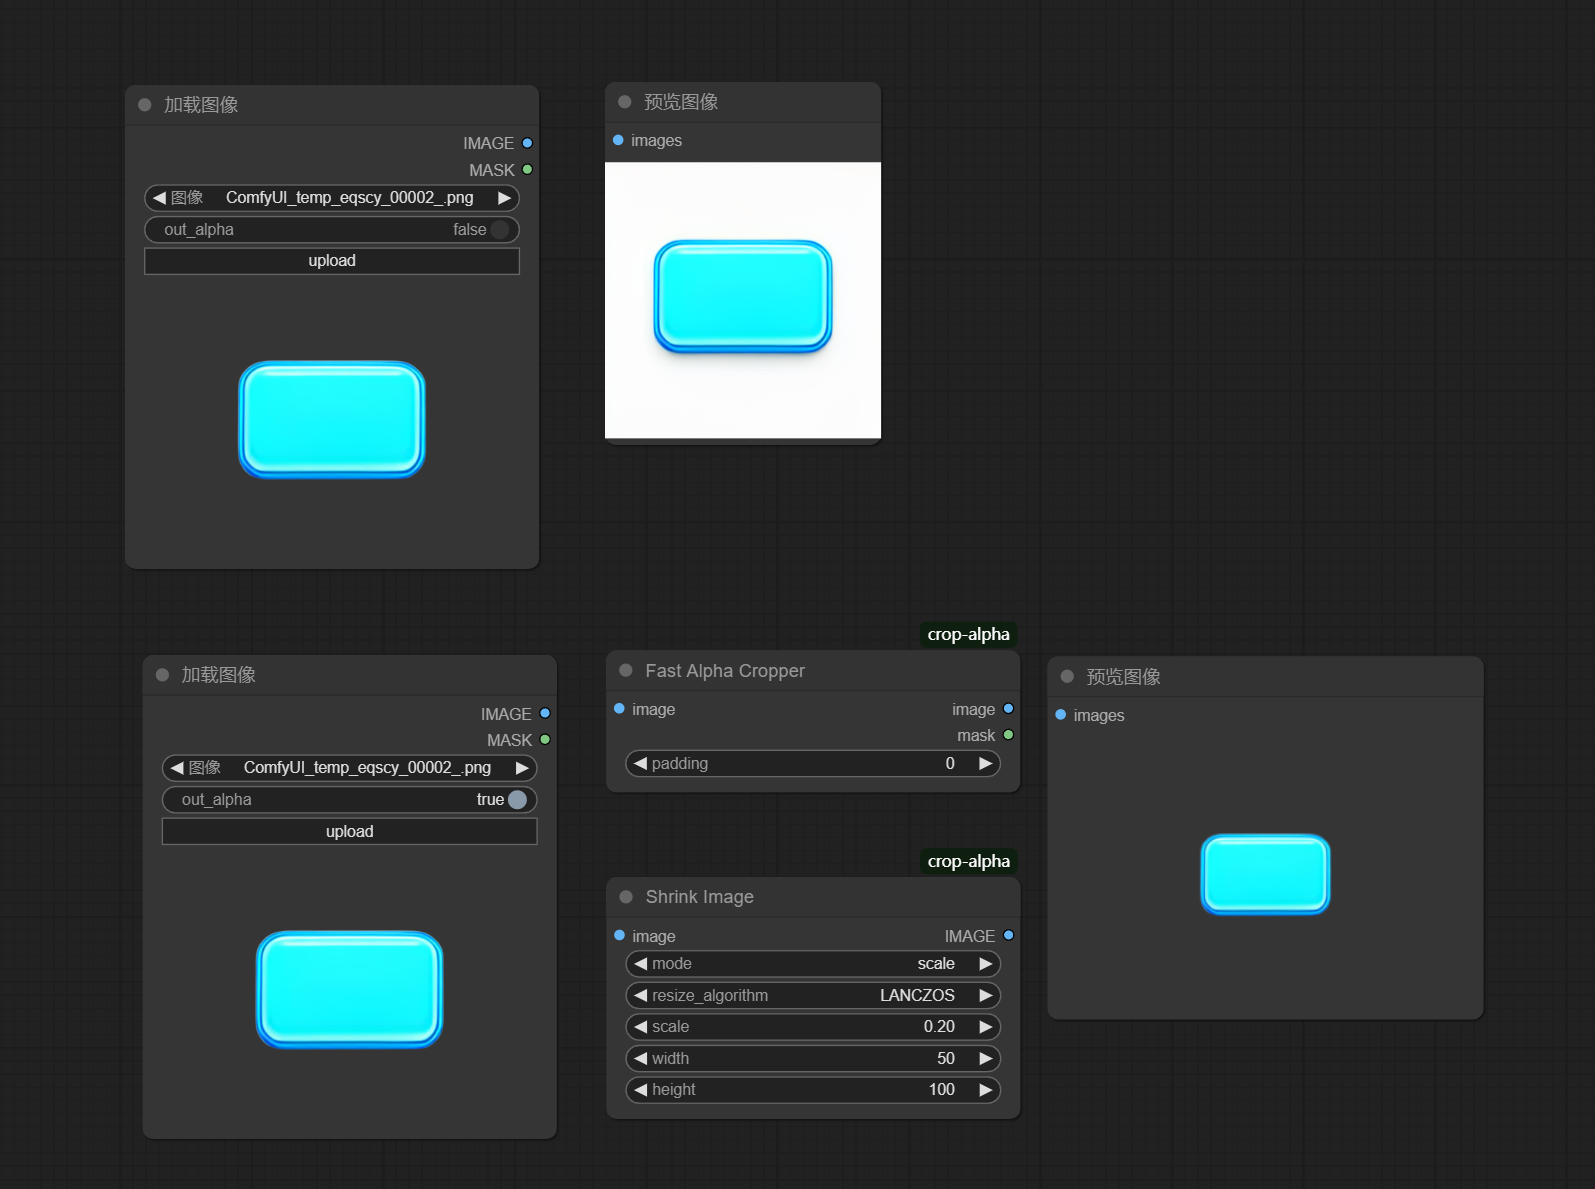 加载图像
IMAGE
MASK
图像 ComfyUI_temp_eqscy_00002_.png
out_alpha false
upload
预览图像
images
加载图像
IMAGE
MASK
图像 ComfyUI_temp_eqscy_00002_.png
out_alpha true
upload
crop-alpha
Fast Alpha Cropper
image image
mask
padding 0
crop-alpha
Shrink Image
image IMAGE
mode scale
resize_algorithm LANCZOS
scale 0.20
width 50
height 100
预览图像
images